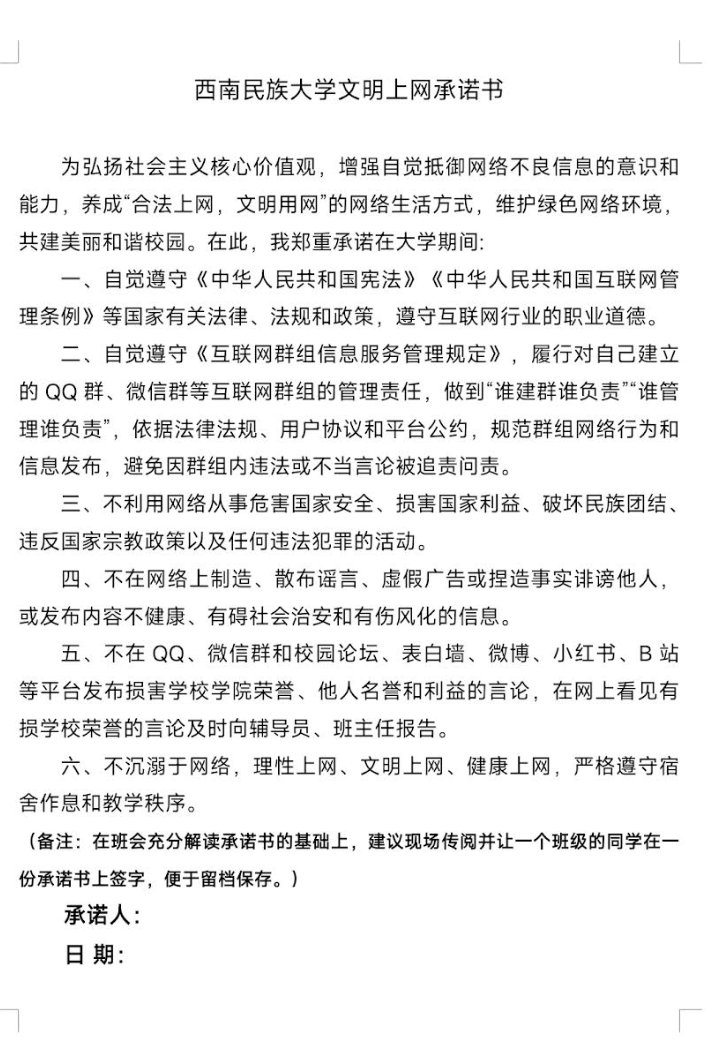 西南民族大学文明上网承诺书
为弘扬社会主义核心价值观，增强自觉抵御网络不良信息的意识和
能力，养成“合法上网，文明用网”的网络生活方式，维护绿色网络环境，
共建美丽和谐校园。在此，我郑重承诺在大学期间:
一、自觉遵守《中华人民共和国宪法》《中华人民共和国互联网管
理条例》等国家有关法律、法规和政策，遵守互联网行业的职业道德。
二、自觉遵守《互联网群组信息服务管理规定》，履行对自己建立
的 QQ 群、微信群等互联网群组的管理责任，做到“谁建群谁负责”“谁管
理谁负责”，依据法律法规、用户协议和平台公约，规范群组网络行为和
信息发布，避免因群组内违法或不当言论被追责问责。
三、不利用网络从事危害国家安全、损害国家利益、破坏民族团结、
违反国家宗教政策以及任何违法犯罪的活动。
四、不在网络上制造、散布谣言、虚假广告或捏造事实诽谤他人，
或发布内容不健康、有碍社会治安和有伤风化的信息。
五、不在 QQ、微信群和校园论坛、表白墙、微博、小红书、B 站
等平台发布损害学校学院荣誉、他人名誉和利益的言论，在网上看见有
损学校荣誉的言论及时向辅导员、班主任报告。
六、不沉溺于网络，理性上网、文明上网、健康上网，严格遵守宿
舍作息和教学秩序。
（备注：在班会充分解读承诺书的基础上，建议现场传阅并让一个班级的同学在一
份承诺书上签字，便于留档保存。）
承诺人：
日 期：